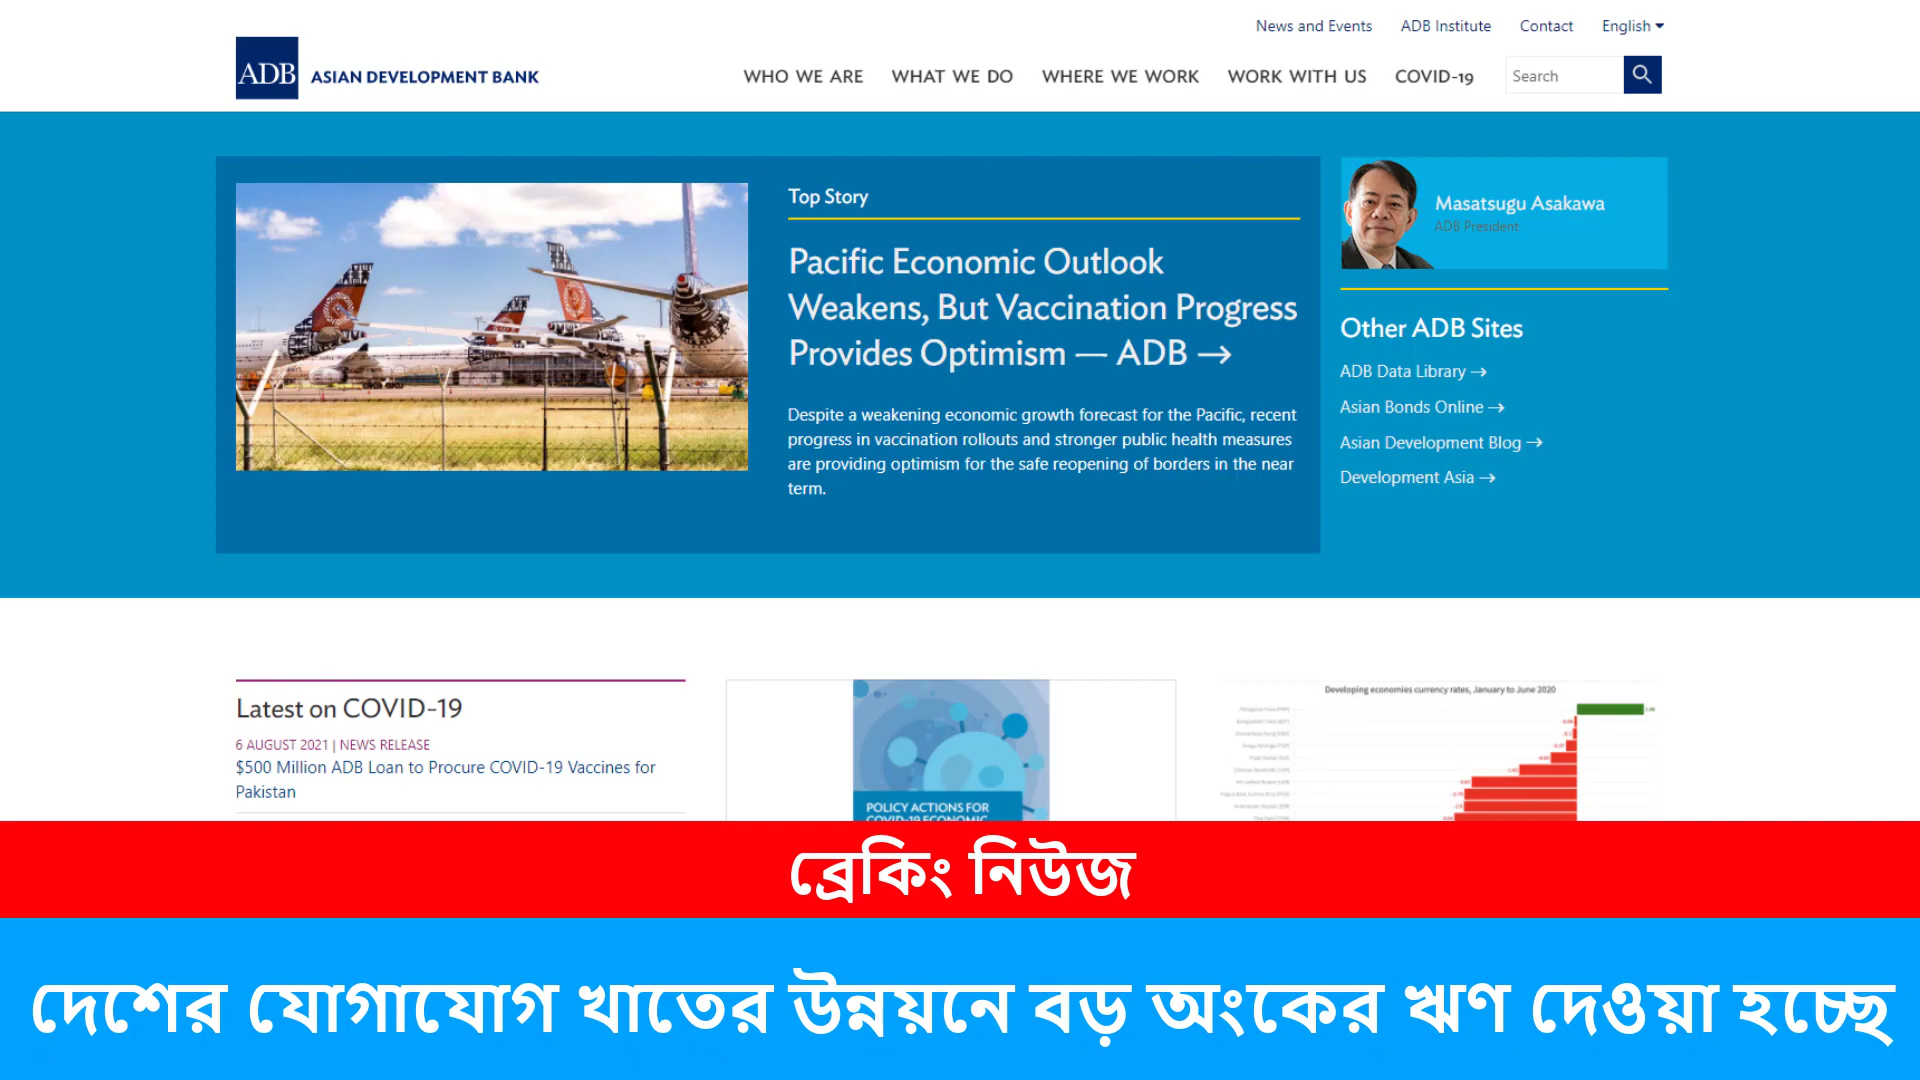 News and Events ADB Institute Contact English
ADB ASIAN DEVELOPMENT BANK
WHO WE ARE WHAT WE DO WHERE WE WORK WORK WITH US COVID-19 Search
Top Story
Pacific Economic Outlook
Weakens, But Vaccination Progress
Provides Optimism — ADB →
Despite a weakening economic growth forecast for the Pacific, recent
progress in vaccination rollouts and stronger public health measures
are providing optimism for the safe reopening of borders in the near
term.
Masatsugu Asakawa
ADB President
Other ADB Sites
ADB Data Library →
Asian Bonds Online →
Asian Development Blog →
Development Asia →
Latest on COVID-19
6 AUGUST 2021 | NEWS RELEASE
$500 Million ADB Loan to Procure COVID-19 Vaccines for
Pakistan
POLICY ACTIONS FOR
COVID-19 ECONOMIC
Developing economies currency rates, January to June 2020
ব্রেকিং নিউজ
দেশের যোগাযোগ খাতের উন্নয়নে বড় অংকের ঋণ দেওয়া হচ্ছে